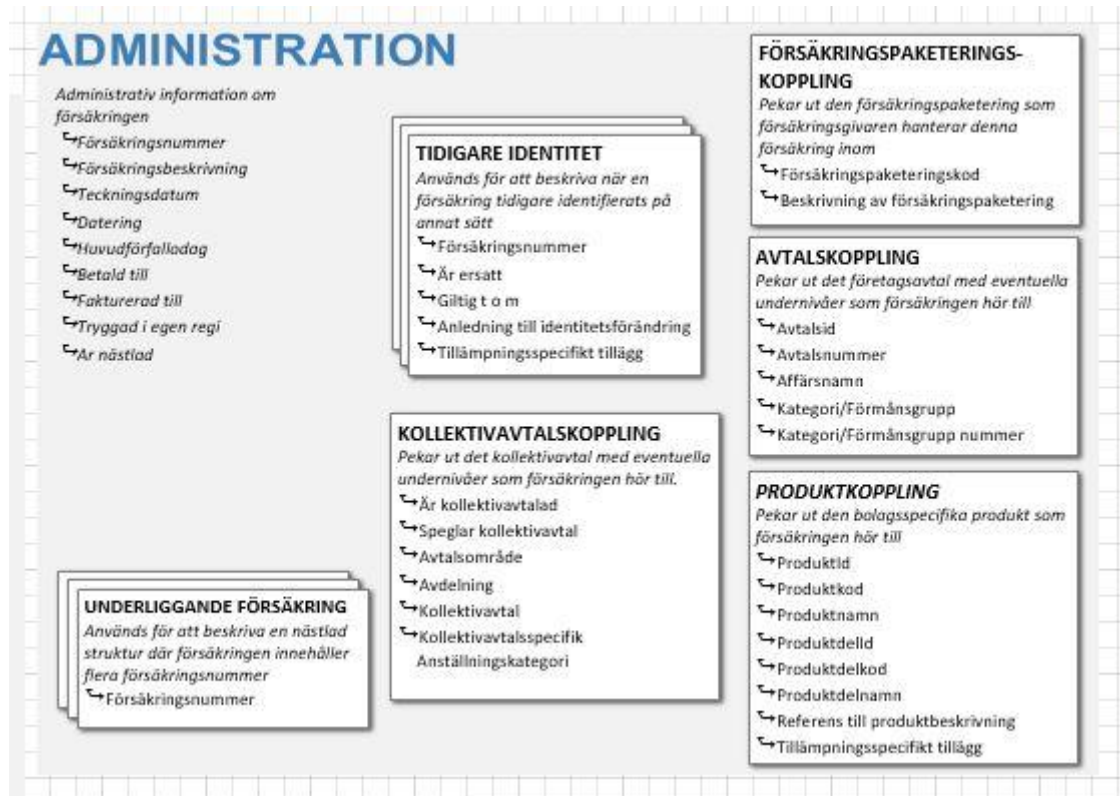 ADMINISTRATION
Administrativ information om
försäkringen
Försäkringsnummer
Försäkringsbeskrivning
Teckningsdatum
Datering
Huvudförfallodag
Betald till
Fakturerad till
Tryggad i egen regi
Är nästlad
UNDERLIGGANDE FÖRSÄKRING
Används för att beskriva en nästlad
struktur där försäkringen innehåller
flera försäkringsnummer
Försäkringsnummer
TIDIGARE IDENTITET
Används för att beskriva när en
försäkring tidigare identifierats på
annat sätt
Försäkringsnummer
Är ersatt
Giltig t o m
Anledning till identitetsförändring
Tillämpningsspecifikt tillägg
KOLLEKTIVAVTALSKOPPLING
Pekar ut det kollektivavtal med eventuella
undernivåer som försäkringen hör till.
Är kollektivavtalad
Speglar kollektivavtal
Avtalsområde
Avdelning
Kollektivavtal
Kollektivavtalsspecifik
Anställningskategori
FÖRSÄKRINGSPAKETERINGS-
KOPPLING
Pekar ut den försäkringspaketering som
försäkringsgivaren hanterar denna
försäkring inom
Försäkringspaketeringskod
Beskrivning av försäkringspaketering
AVTALSKOPPLING
Pekar ut det företagsavtal med eventuella
undernivåer som försäkringen hör till
Avtalsid
Avtalsnummer
Affärsnamn
Kategori/Förmånsgrupp
Kategori/Förmånsgrupp nummer
PRODUKTKOPPLING
Pekar ut den bolagsspecifika produkt som
försäkringen hör till
ProduktId
Produktkod
Produktnamn
ProduktdelId
Produktdelkod
Produktdelnamn
Referens till produktbeskrivning
Tillämpningsspecifikt tillägg